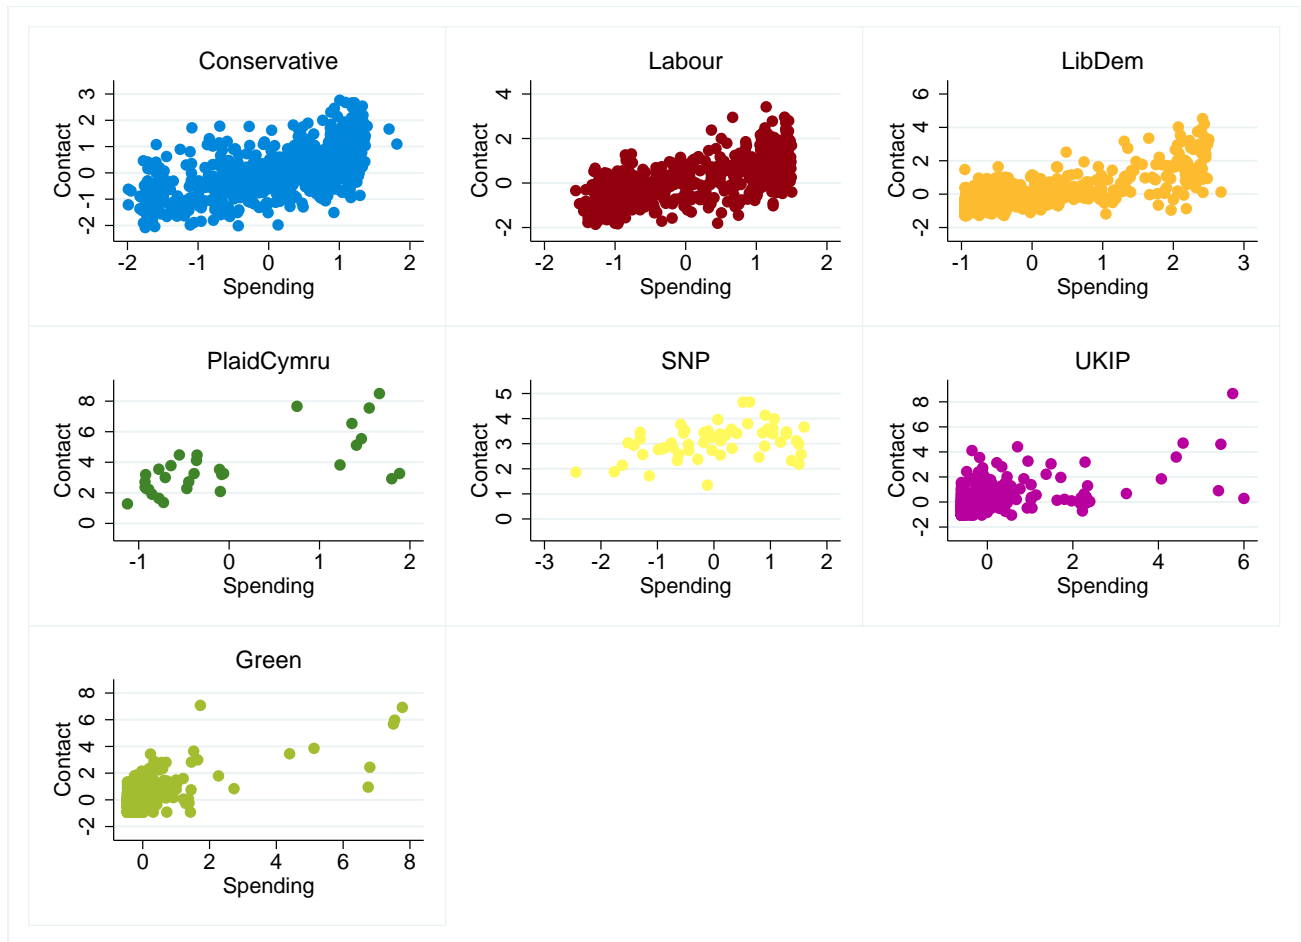 Conservative
Contact
3
2
1
0
-1
-2
-2 -1 0 1 2
Spending
Labour
Contact
4
2
0
-2
-2 -1 0 1 2
Spending
LibDem
Contact
6
4
2
0
-2
-1 0 1 2 3
Spending
PlaidCymru
Contact
8
6
4
2
0
-1 0 1 2
Spending
SNP
Contact
5
4
3
2
1
0
-3 -2 -1 0 1 2
Spending
UKIP
Contact
8
6
4
2
0
-2
0 2 4 6
Spending
Green
Contact
8
6
4
2
0
-2
0 2 4 6 8
Spending